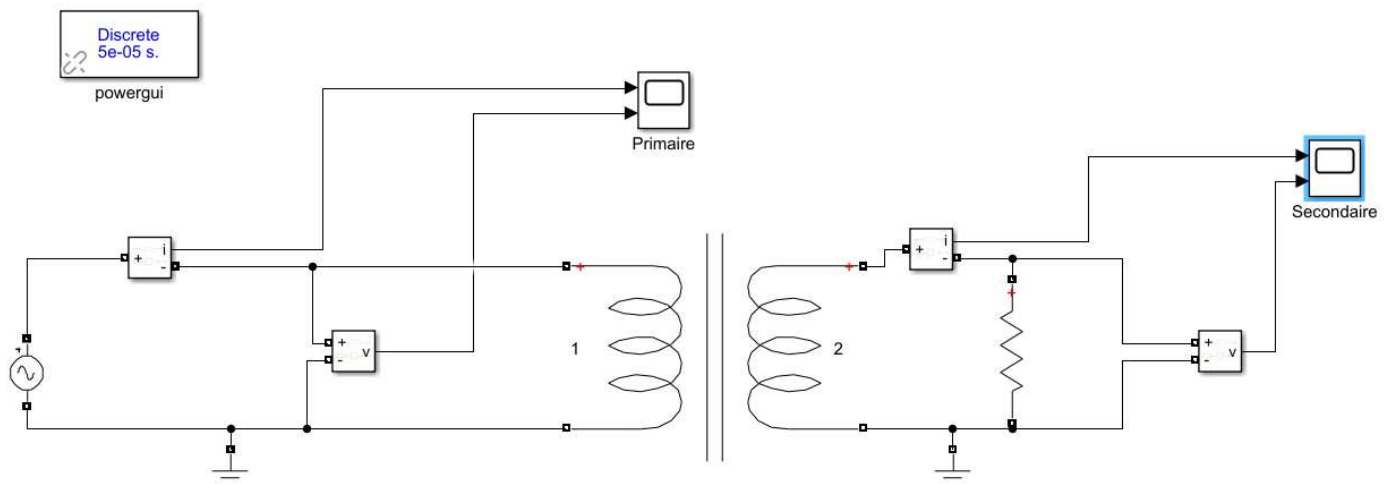 Discrete
5e-05 s.
powergui
Primaire
Secondaire
+ i
-
+ i
-
+
+
+
+ v
-
1
2
+ v
-